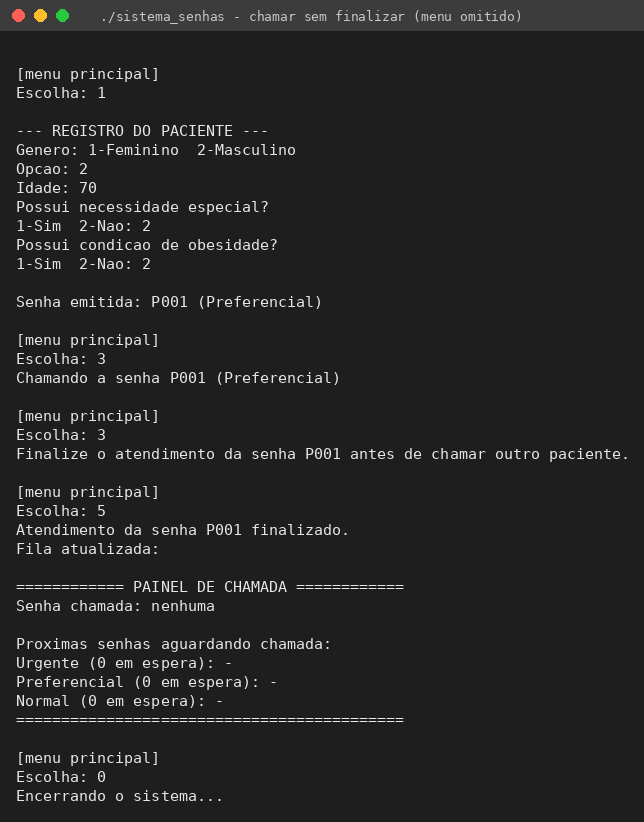 ./sistema_senhas - chamar sem finalizar (menu omitido)
[menu principal]
Escolha: 1
--- REGISTRO DO PACIENTE ---
Genero: 1-Feminino  2-Masculino
Opcao: 2
Idade: 70
Possui necessidade especial?
1-Sim  2-Nao: 2
Possui condicao de obesidade?
1-Sim  2-Nao: 2
Senha emitida: P001 (Preferencial)
[menu principal]
Escolha: 3
Chamando a senha P001 (Preferencial)
[menu principal]
Escolha: 3
Finalize o atendimento da senha P001 antes de chamar outro paciente.
[menu principal]
Escolha: 5
Atendimento da senha P001 finalizado.
Fila atualizada:
============ PAINEL DE CHAMADA ============
Senha chamada: nenhuma
Proximas senhas aguardando chamada:
Urgente (0 em espera): -
Preferencial (0 em espera): -
Normal (0 em espera): -
===========================================
[menu principal]
Escolha: 0
Encerrando o sistema...